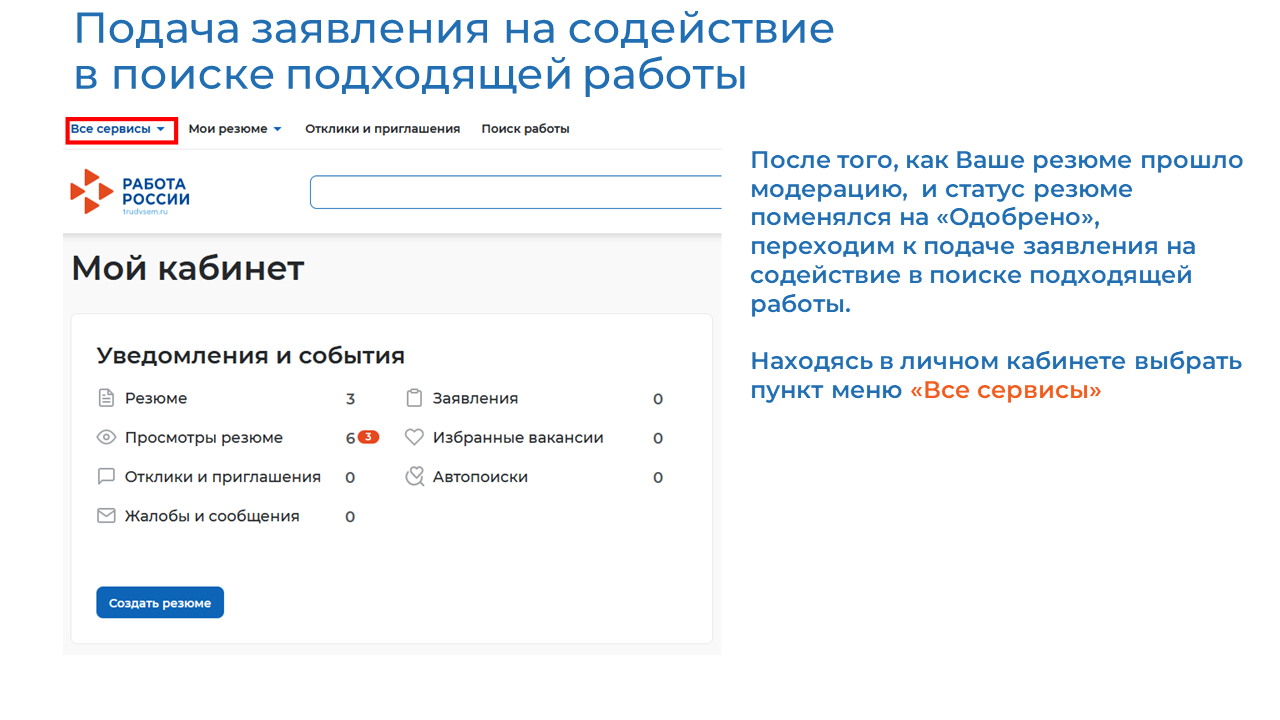 Подача заявления на содействие
в поиске подходящей работы
Все сервисы Мои резюме Отклики и приглашения Поиск работы
РАБОТА
РОССИИ
trudvsem.ru
Мой кабинет
Уведомления и события
Резюме 3 Заявления 0
Просмотры резюме 6 3 Избранные вакансии 0
Отклики и приглашения 0 Автопоиски 0
Жалобы и сообщения 0
Создать резюме
После того, как Ваше резюме прошло
модерацию, и статус резюме
поменялся на «Одобрено»,
переходим к подаче заявления на
содействие в поиске подходящей
работы.
Находясь в личном кабинете выбрать
пункт меню «Все сервисы»